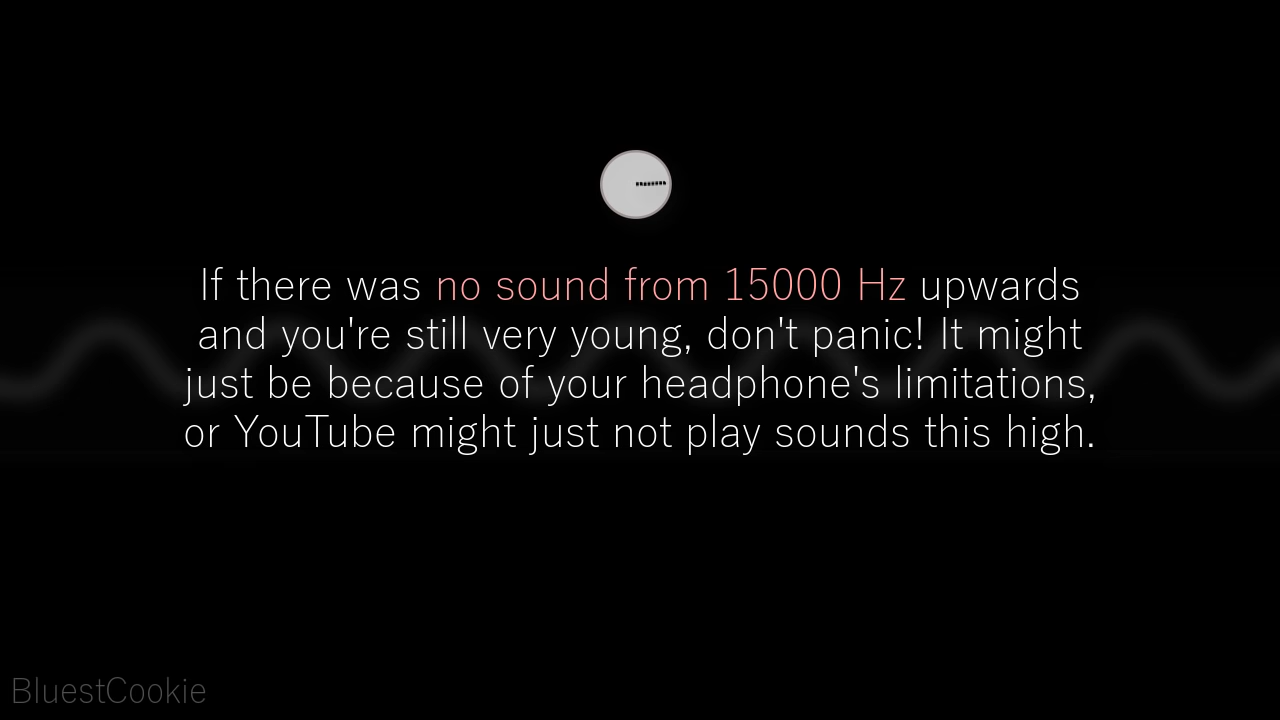 If there was no sound from 15000 Hz upwards
and you're still very young, don't panic! It might
just be because of your headphone's limitations,
or YouTube might just not play sounds this high.
BluestCookie